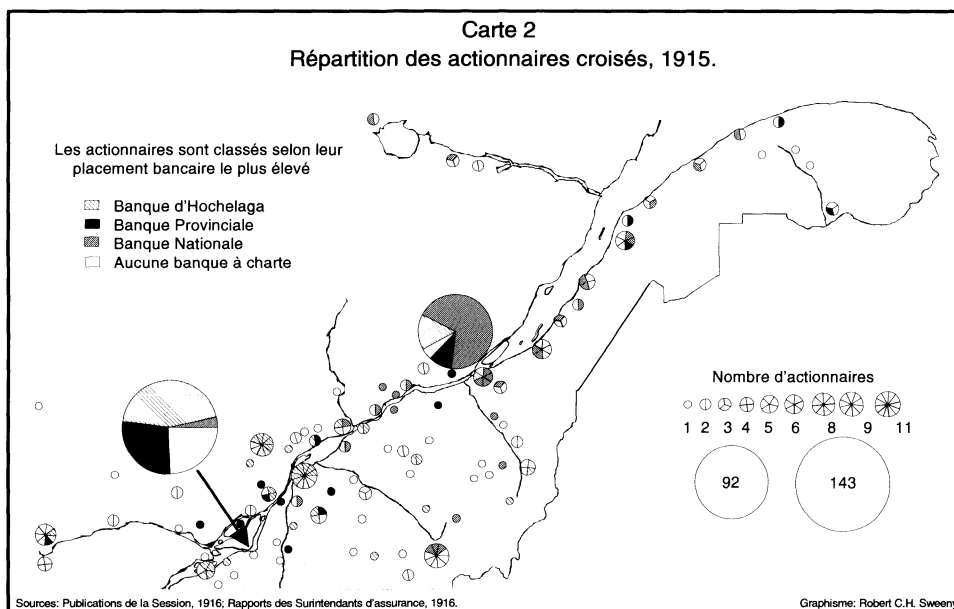 Carte 2
Répartition des actionnaires croisés, 1915.
Les actionnaires sont classés selon leur
placement bancaire le plus élevé
Banque d'Hochelaga
Banque Provinciale
Banque Nationale
Aucune banque à charte
Nombre d'actionnaires
1 2 3 4 5 6 8 9 11
92
143
Sources: Publications de la Session, 1916; Rapports des Surintendants d'assurance, 1916.
Graphisme: Robert C.H. Sweeny